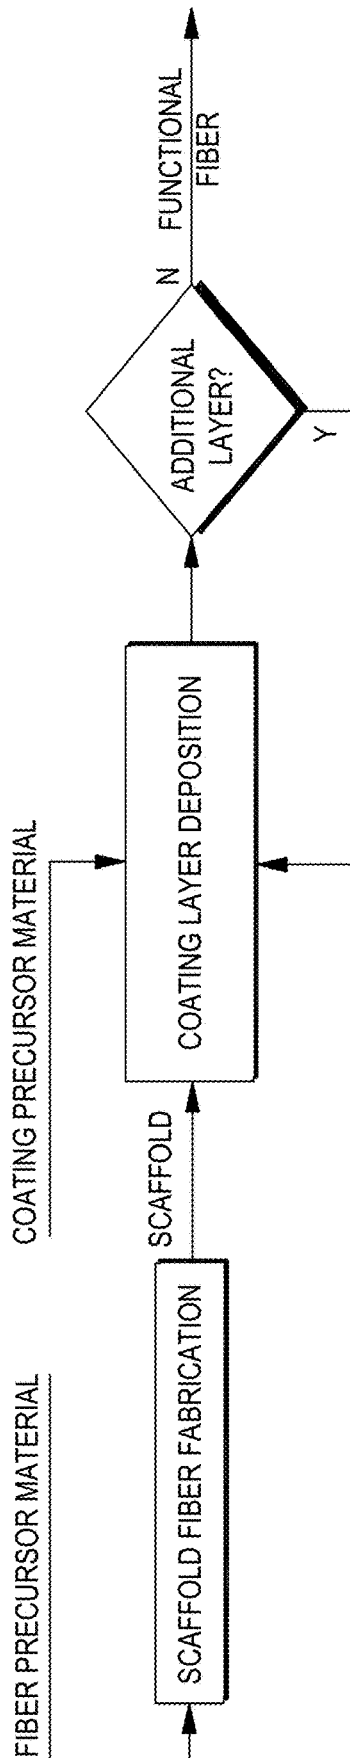 FIBER PRECURSOR MATERIAL
SCAFFOLD FIBER FABRICATION
SCAFFOLD
COATING PRECURSOR MATERIAL
COATING LAYER DEPOSITION
ADDITIONAL
LAYER?
Y
N
FUNCTIONAL
FIBER